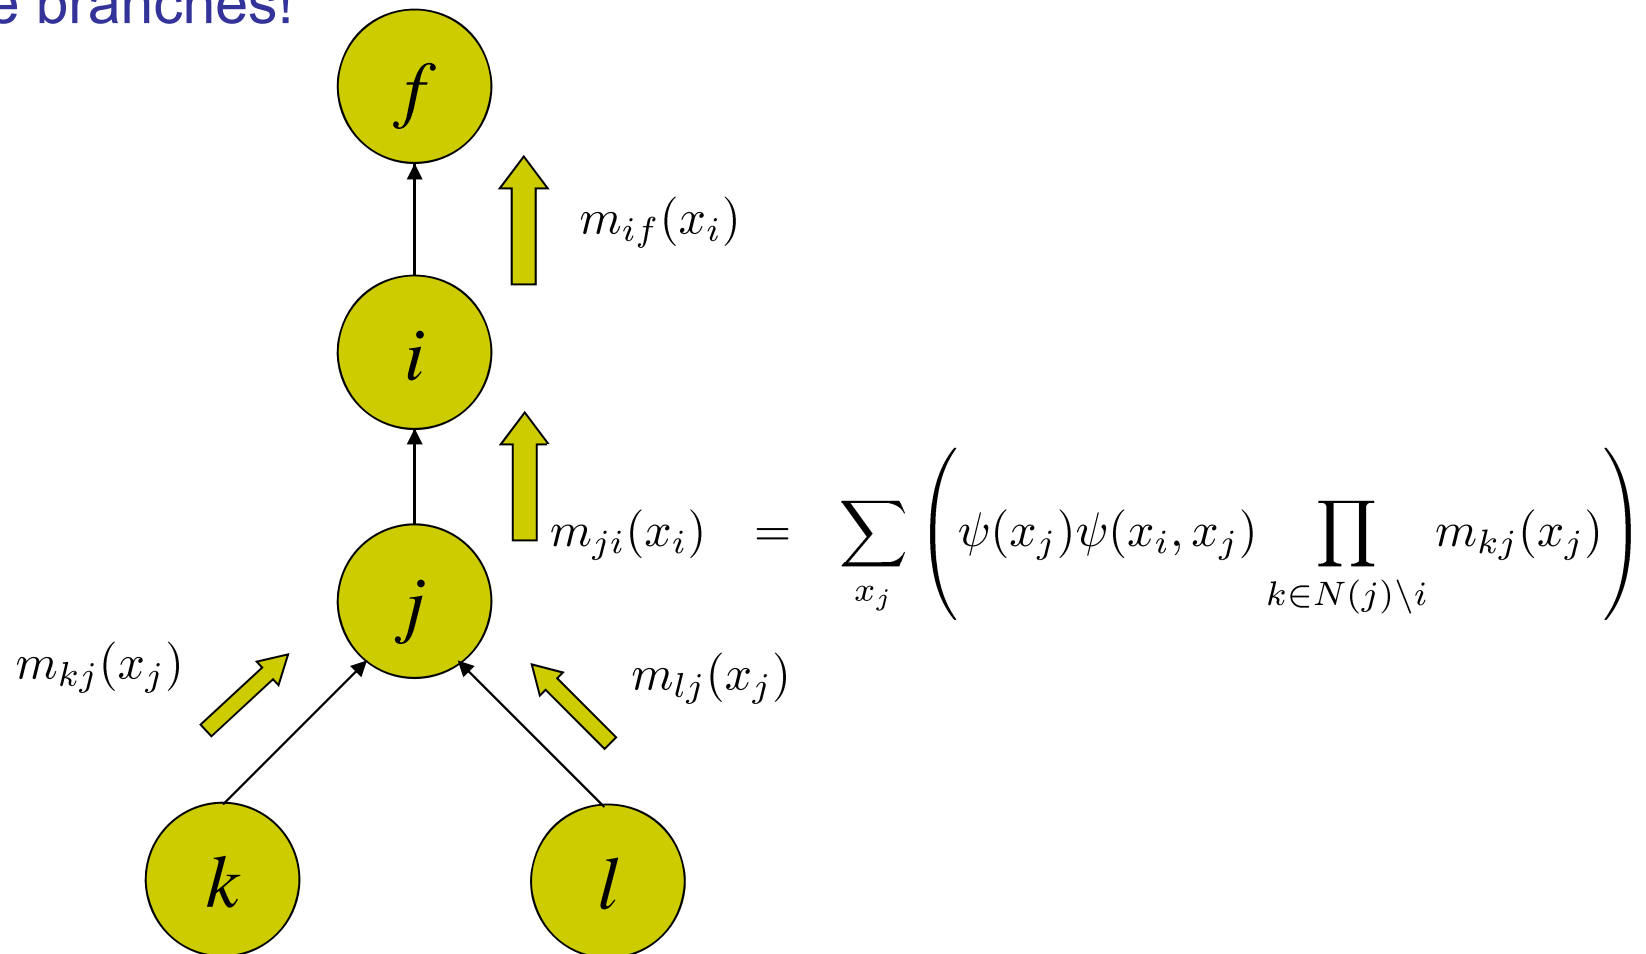 branches!
f
m_{if}(x_i)
i
m_{ji}(x_i) = \sum_{x_j} \left( \psi(x_j)\psi(x_i, x_j) \prod_{k \in N(j) \backslash i} m_{kj}(x_j) \right)
j
m_{kj}(x_j)
m_{lj}(x_j)
k
l